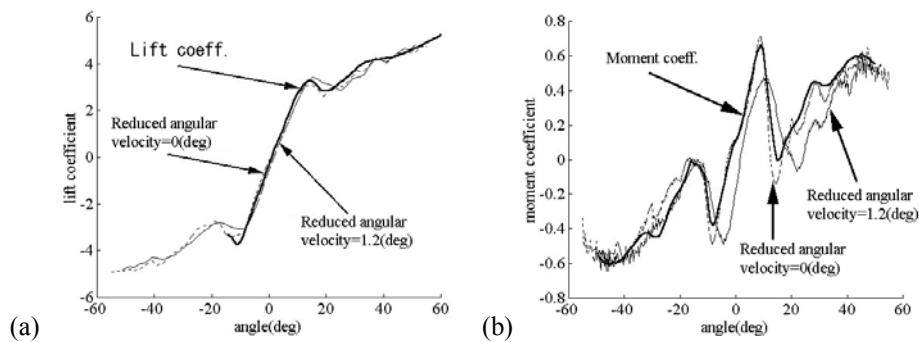 6
4
2
0
-2
-4
-6
-60
-40
-20
0
20
40
60
lift coefficient
angle(deg)
Lift coeff.
Reduced angular
velocity=0(deg)
Reduced angular
velocity=1.2(deg)
(a)
0.8
0.6
0.4
0.2
0
-0.2
-0.4
-0.6
-0.8
-60
-40
-20
0
20
40
60
moment coefficient
angle(deg)
Moment coeff.
Reduced angular
velocity=1.2(deg)
Reduced angular
velocity=0(deg)
(b)